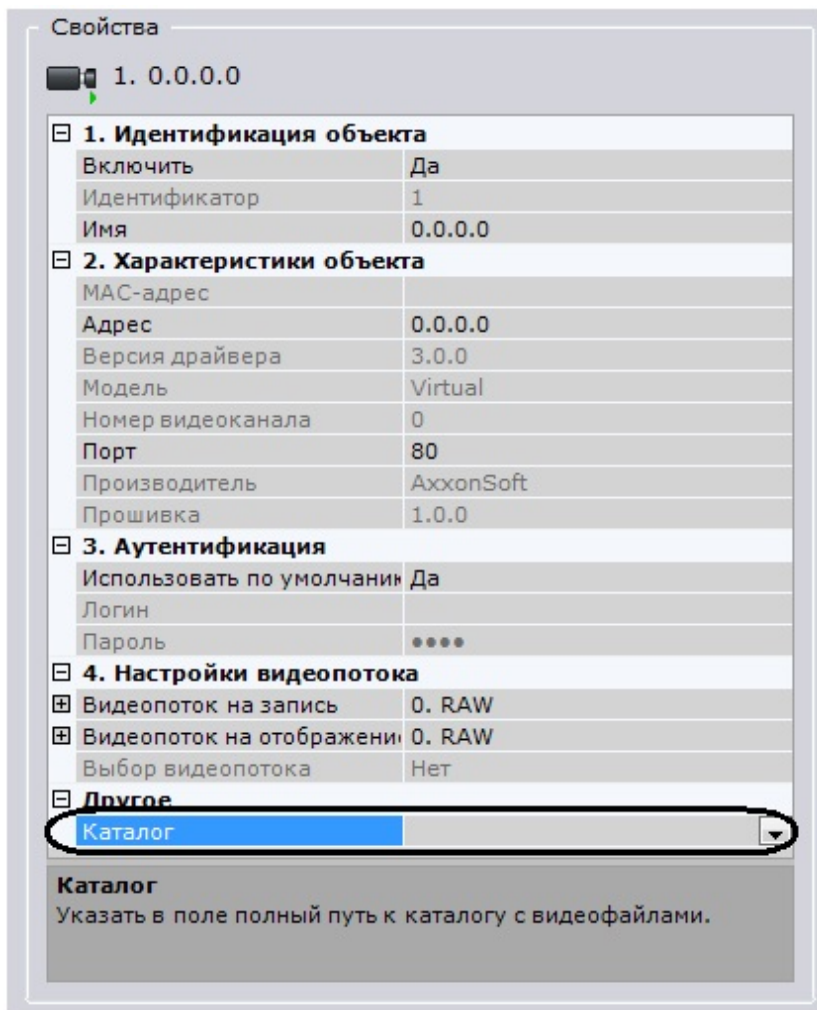 Свойства
1. 0.0.0.0
1. Идентификация объекта
Включить Да
Идентификатор 1
Имя 0.0.0.0
2. Характеристики объекта
MAC-адрес
Адрес 0.0.0.0
Версия драйвера 3.0.0
Модель Virtual
Номер видеоканала 0
Порт 80
Производитель AxxonSoft
Прошивка 1.0.0
3. Аутентификация
Использовать по умолчани Да
Логин
Пароль ••••
4. Настройки видеопотока
Видеопоток на запись 0. RAW
Видеопоток на отображени 0. RAW
Выбор видеопотока Нет
Другое
Каталог
Каталог
Указать в поле полный путь к каталогу с видеофайлами.